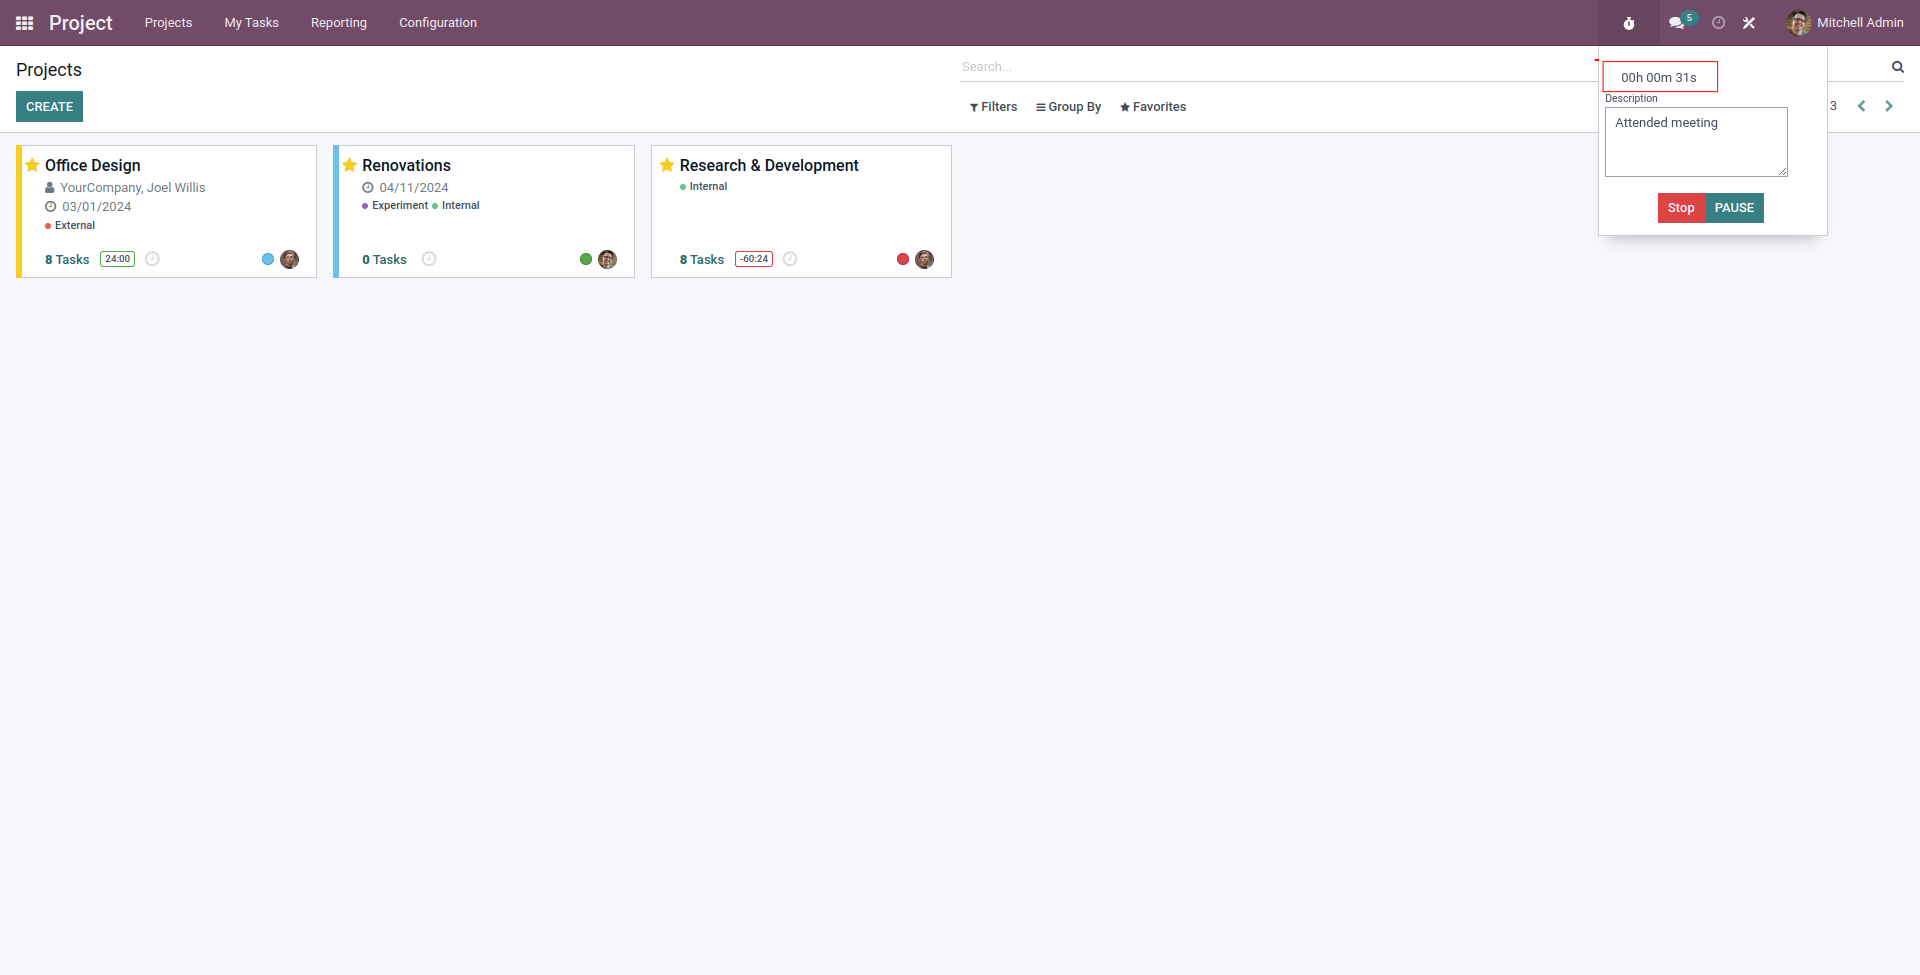 Project Projects My Tasks Reporting Configuration 5 Mitchell Admin
Projects
Search...
CREATE
Filters Group By Favorites
3
00h 00m 31s
Description
Attended meeting
Stop PAUSE
Office Design
YourCompany, Joel Willis
03/01/2024
External
8 Tasks 24:00
Renovations
04/11/2024
Experiment Internal
0 Tasks
Research & Development
Internal
8 Tasks -60:24